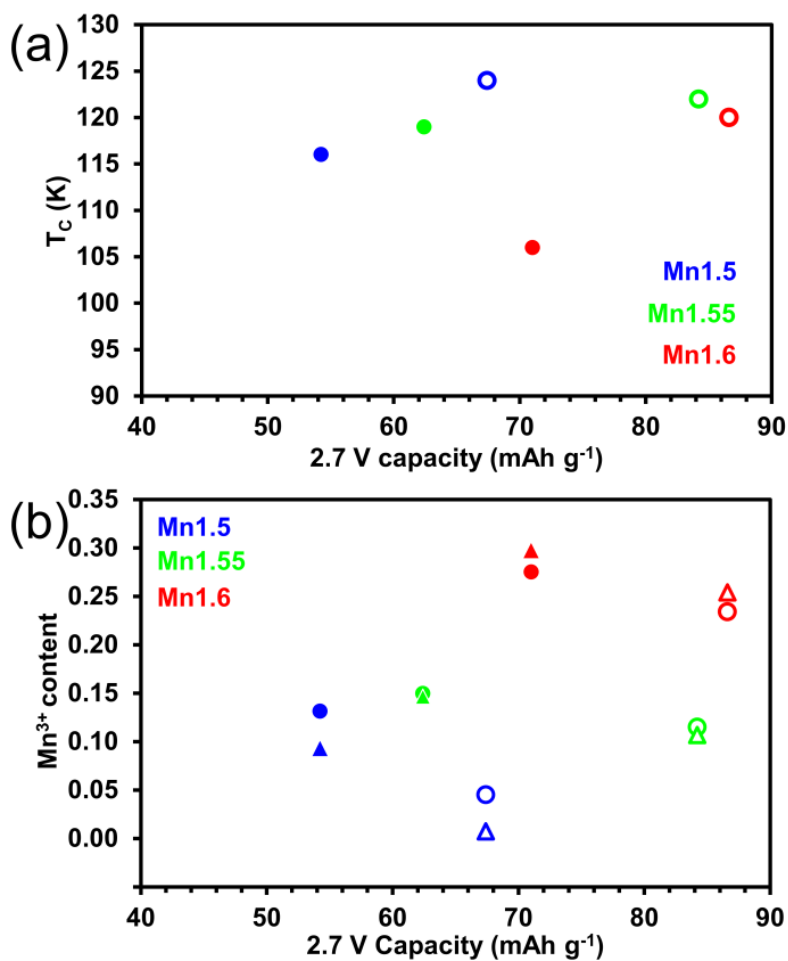 (a)
130
125
120
115
110
105
100
95
90
T_C (K)
Mn1.5
Mn1.55
Mn1.6
40 50 60 70 80 90
2.7 V capacity (mAh g⁻¹)
(b)
0.35
0.30
0.25
0.20
0.15
0.10
0.05
0.00
Mn³⁺ content
Mn1.5
Mn1.55
Mn1.6
40 50 60 70 80 90
2.7 V Capacity (mAh g⁻¹)